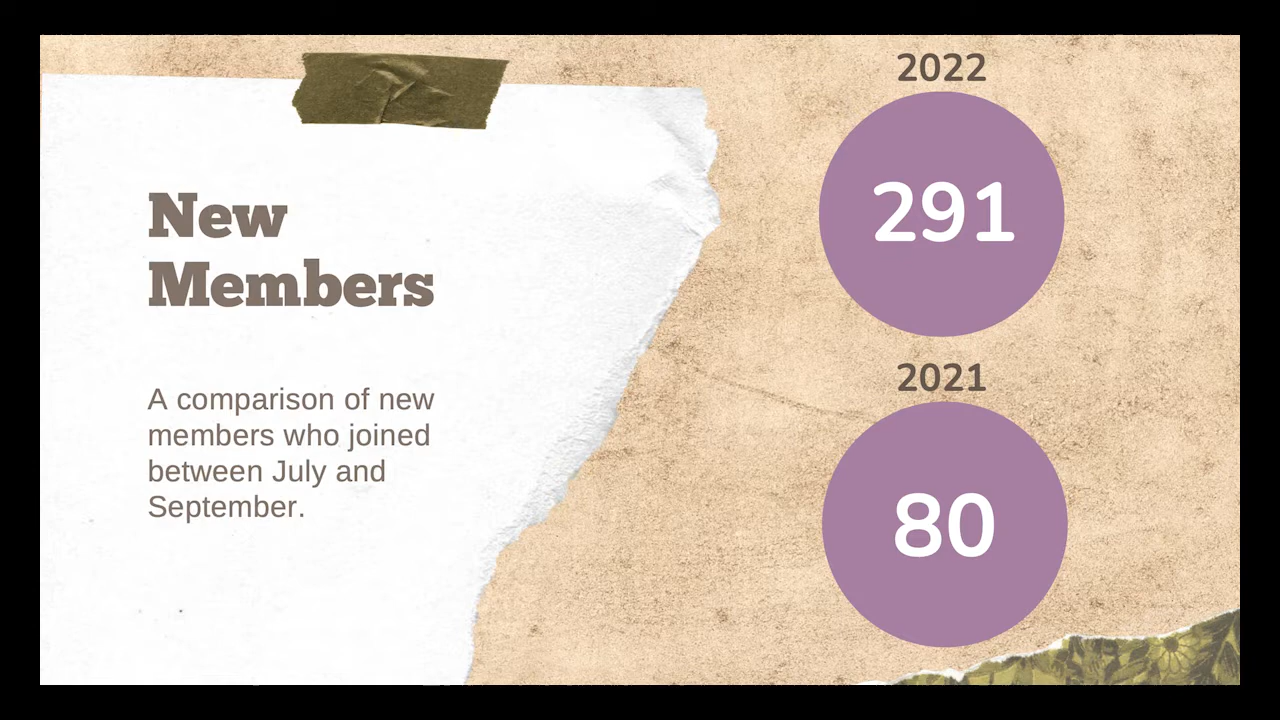 New
Members
A comparison of new
members who joined
between July and
September.
2022
291
2021
80